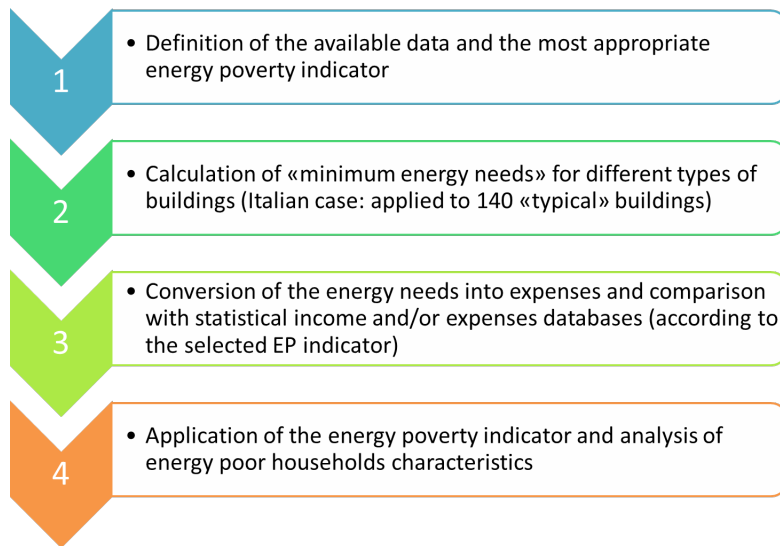 1
• Definition of the available data and the most appropriate
energy poverty indicator
2
• Calculation of «minimum energy needs» for different types of
buildings (Italian case: applied to 140 «typical» buildings)
3
• Conversion of the energy needs into expenses and comparison
with statistical income and/or expenses databases (according to
the selected EP indicator)
4
• Application of the energy poverty indicator and analysis of
energy poor households characteristics